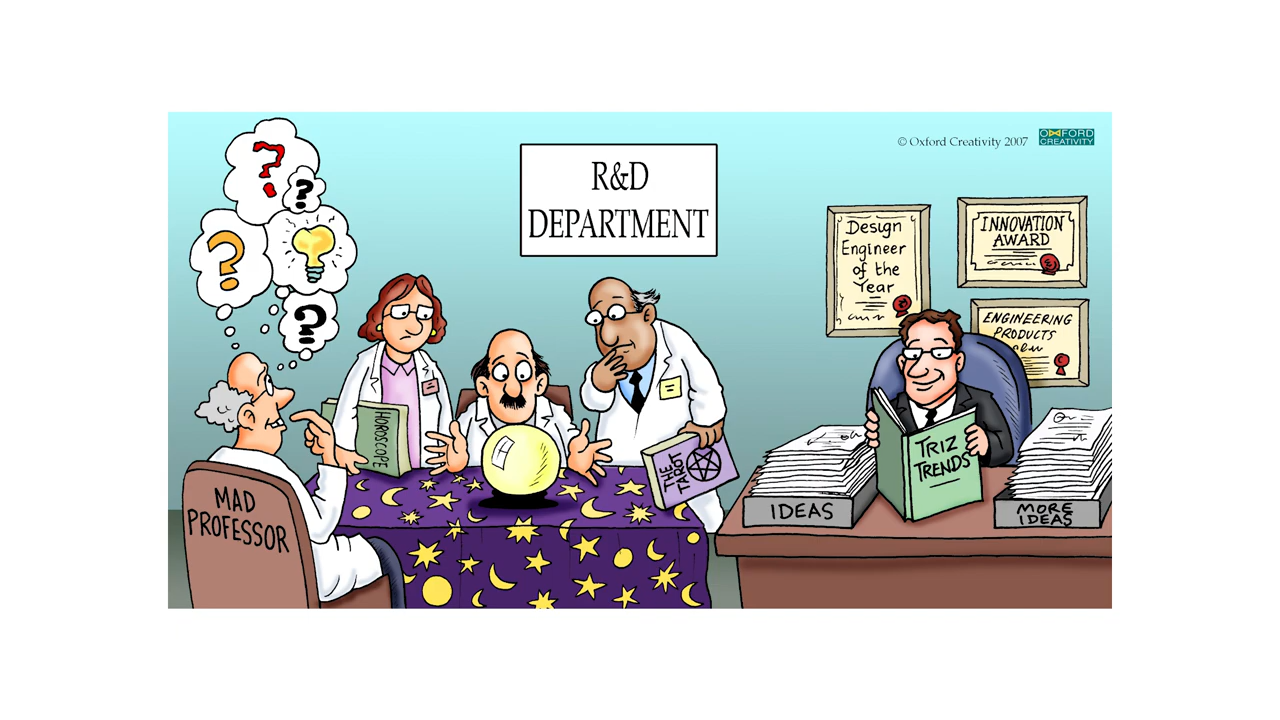 © Oxford Creativity 2007
OXFORD
CREATIVITY
R&D
DEPARTMENT
?
?
?
?
Design
Engineer
of the
Year
INNOVATION
AWARD
ENGINEERING
PRODUCTS
HOROSCOPE
THE
TAROT
TRIZ
TRENDS
MAD
PROFESSOR
IDEAS
MORE
IDEAS